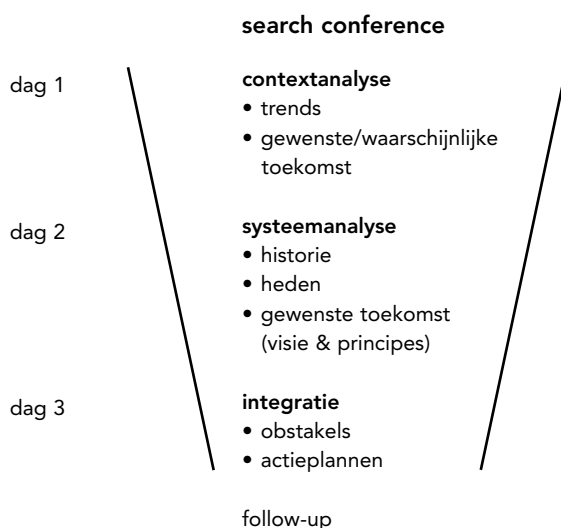 search conference
dag 1
contextanalyse
• trends
• gewenste/waarschijnlijke
toekomst
dag 2
systeemanalyse
• historie
• heden
• gewenste toekomst
(visie & principes)
dag 3
integratie
• obstakels
• actieplannen
follow-up